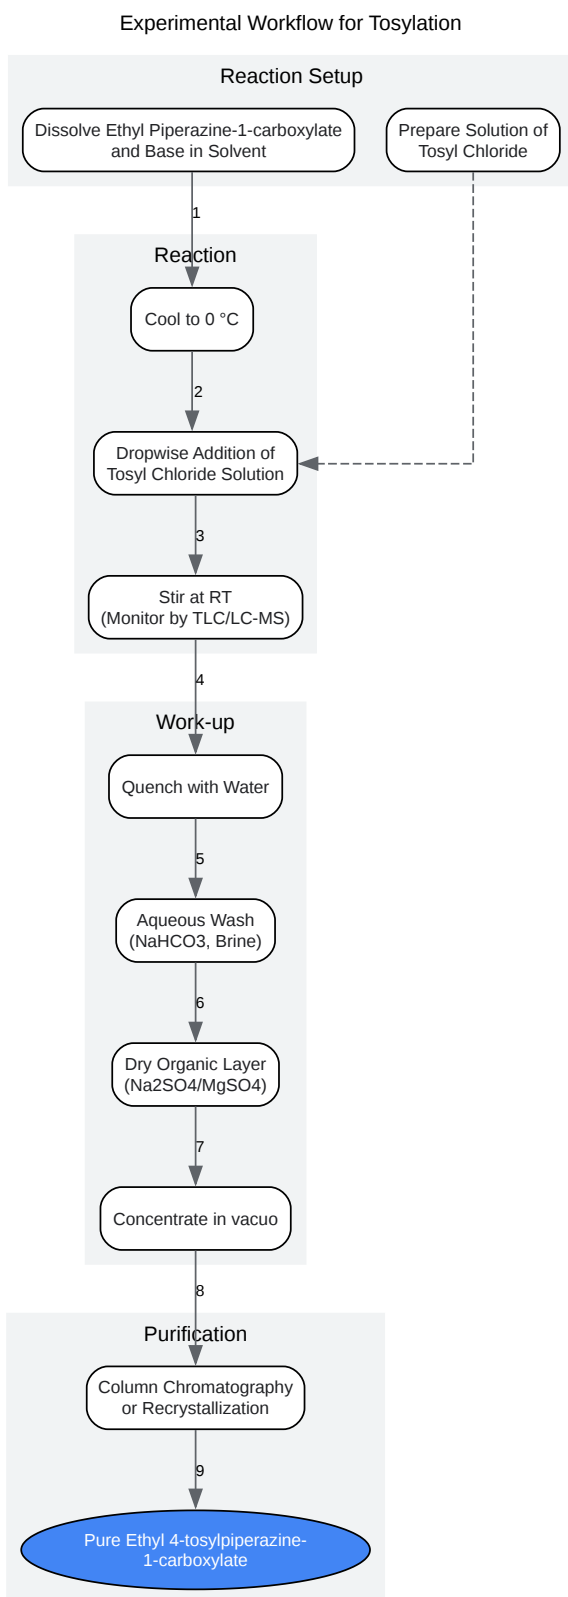 Experimental Workflow for Tosylation
Reaction Setup
Dissolve Ethyl Piperazine-1-carboxylate
and Base in Solvent
Prepare Solution of
Tosyl Chloride
1
Reaction
Cool to 0 °C
2
Dropwise Addition of
Tosyl Chloride Solution
3
Stir at RT
(Monitor by TLC/LC-MS)
4
Work-up
Quench with Water
5
Aqueous Wash
(NaHCO3, Brine)
6
Dry Organic Layer
(Na2SO4/MgSO4)
7
Concentrate in vacuo
8
Purification
Column Chromatography
or Recrystallization
9
Pure Ethyl 4-tosylpiperazine-
1-carboxylate